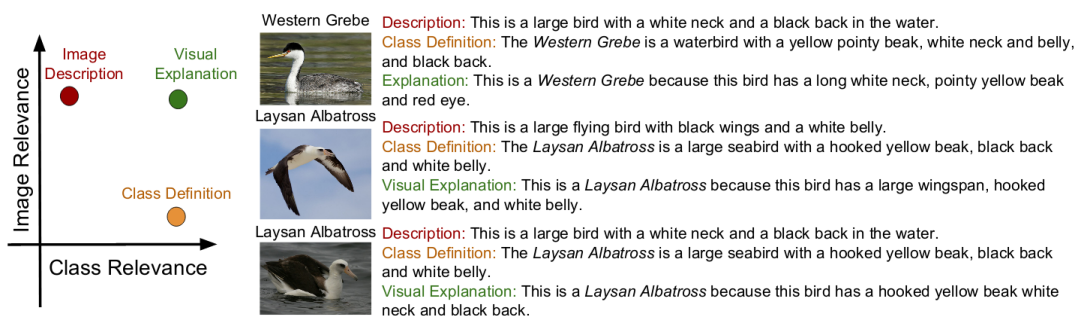 Image
Description
Visual
Explanation
Class Definition
Image Relevance
Class Relevance
Western Grebe
Description: This is a large bird with a white neck and a black back in the water.
Class Definition: The Western Grebe is a waterbird with a yellow pointy beak, white neck and belly,
and black back.
Explanation: This is a Western Grebe because this bird has a long white neck, pointy yellow beak
and red eye.
Laysan Albatross
Description: This is a large flying bird with black wings and a white belly.
Class Definition: The Laysan Albatross is a large seabird with a hooked yellow beak, black back
and white belly.
Visual Explanation: This is a Laysan Albatross because this bird has a large wingspan, hooked
yellow beak, and white belly.
Laysan Albatross
Description: This is a large bird with a white neck and a black back in the water.
Class Definition: The Laysan Albatross is a large seabird with a hooked yellow beak, black back
and white belly.
Visual Explanation: This is a Laysan Albatross because this bird has a hooked yellow beak white
neck and black back.